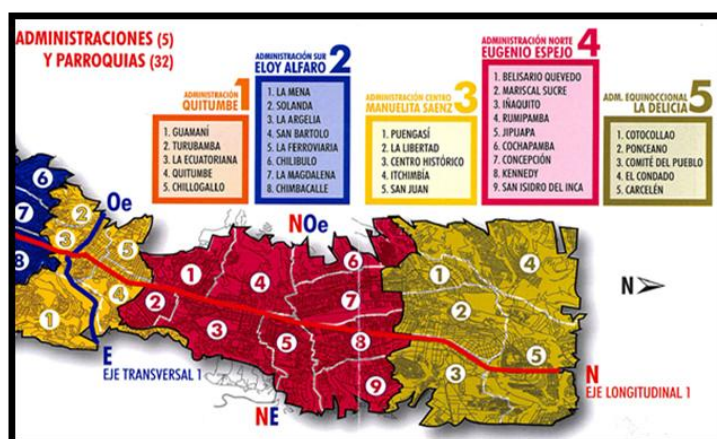 ADMINISTRACIONES (5)
Y PARROQUIAS (32)
ADMINISTRACIÓN
QUITUMBE
1
1. GUAMANÍ
2. TURUBAMBA
3. LA ECUATORIANA
4. QUITUMBE
5. CHILLOGALLO
ADMINISTRACIÓN SUR
ELOY ALFARO
2
1. LA MENA
2. SOLANDA
3. LA ARGELIA
4. SAN BARTOLO
5. LA FERROVIARIA
6. CHILIBULO
7. LA MAGDALENA
8. CHIMBACALLE
ADMINISTRACIÓN CENTRO
MANUELITA SAENZ
3
1. PUENGASÍ
2. LA LIBERTAD
3. CENTRO HISTÓRICO
4. ITCHIMBÍA
5. SAN JUAN
ADMINISTRACIÓN NORTE
EUGENIO ESPEJO
4
1. BELISARIO QUEVEDO
2. MARISCAL SUCRE
3. IÑAQUITO
4. RUMIPAMBA
5. JIPIJAPA
6. COCHAPAMBA
7. CONCEPCIÓN
8. KENNEDY
9. SAN ISIDRO DEL INCA
ADM. EQUINOCCIONAL
LA DELICIA
5
1. COTOCOLLAO
2. PONCEANO
3. COMITÉ DEL PUEBLO
4. EL CONDADO
5. CARCELÉN
6
7
8
Oe
2
3
5
4
1
E
EJE TRANSVERSAL 1
NOe
1
2
3
4
5
6
7
8
9
NE
1
2
3
4
5
N
N
EJE LONGITUDINAL 1